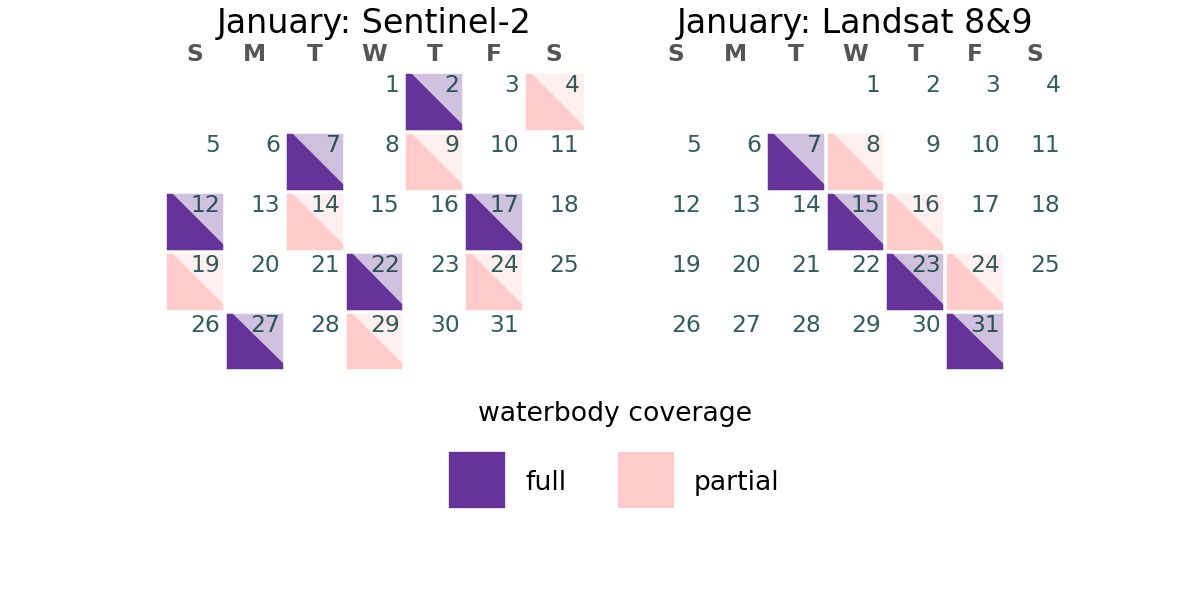 January: Sentinel-2
S M T W T F S
1 2 3 4
5 6 7 8 9 10 11
12 13 14 15 16 17 18
19 20 21 22 23 24 25
26 27 28 29 30 31
January: Landsat 8&9
S M T W T F S
1 2 3 4
5 6 7 8 9 10 11
12 13 14 15 16 17 18
19 20 21 22 23 24 25
26 27 28 29 30 31
waterbody coverage
full
partial